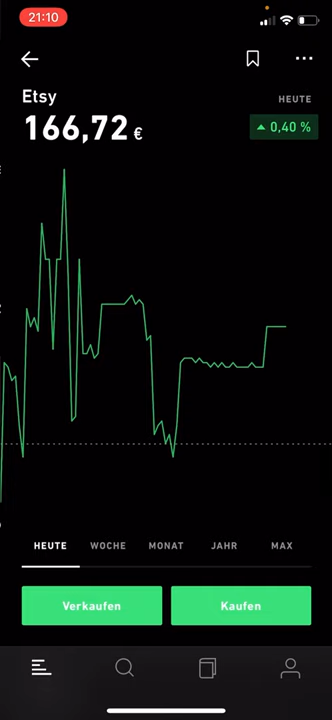 21:10
Etsy
HEUTE
166,72 €
0,40 %
HEUTE WOCHE MONAT JAHR MAX
Verkaufen Kaufen